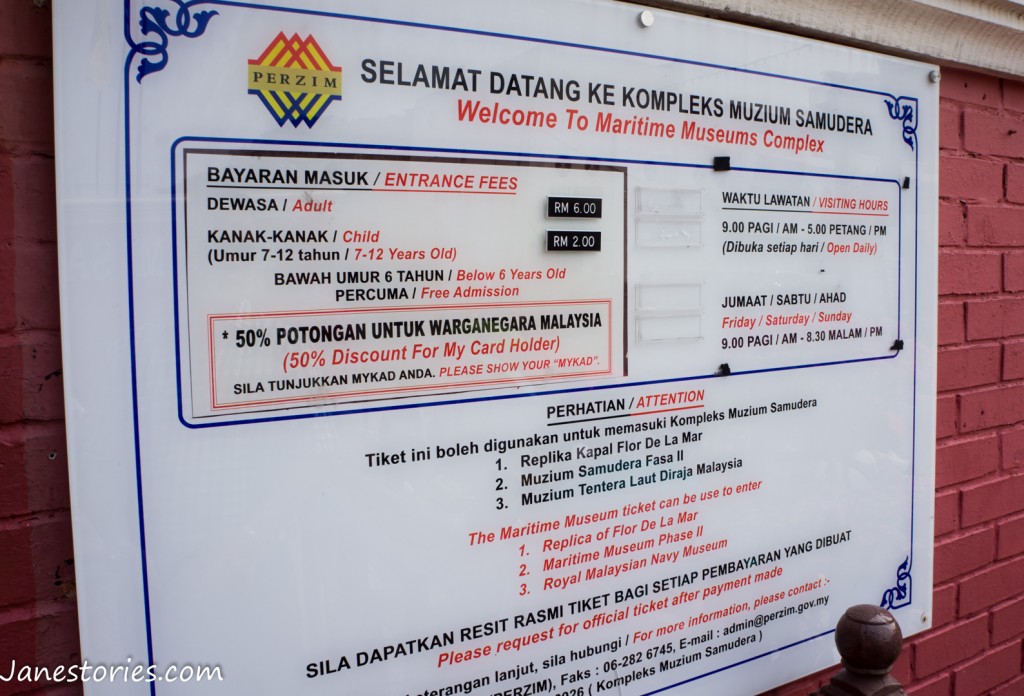 PERZIM
SELAMAT DATANG KE KOMPLEKS MUZIUM SAMUDERA
Welcome To Maritime Museums Complex
BAYARAN MASUK / ENTRANCE FEES
DEWASA / Adult
RM 6.00
KANAK-KANAK / Child
RM 2.00
(Umur 7-12 tahun / 7-12 Years Old)
BAWAH UMUR 6 TAHUN / Below 6 Years Old
PERCUMA / Free Admission
* 50% POTONGAN UNTUK WARGANEGARA MALAYSIA
(50% Discount For My Card Holder)
SILA TUNJUKKAN MYKAD ANDA. PLEASE SHOW YOUR "MYKAD".
WAKTU LAWATAN / VISITING HOURS
9.00 PAGI / AM - 5.00 PETANG / PM
(Dibuka setiap hari / Open Daily)
JUMAAT / SABTU / AHAD
Friday / Saturday / Sunday
9.00 PAGI / AM - 8.30 MALAM / PM
PERHATIAN / ATTENTION
Tiket ini boleh digunakan untuk memasuki Kompleks Muzium Samudera
1. Replika Kapal Flor De La Mar
2. Muzium Samudera Fasa II
3. Muzium Tentera Laut Diraja Malaysia
The Maritime Museum ticket can be use to enter
1. Replica of Flor De La Mar
2. Maritime Museum Phase II
3. Royal Malaysian Navy Museum
SILA DAPATKAN RESIT RASMI TIKET BAGI SETIAP PEMBAYARAN YANG DIBUAT
Please request for official ticket after payment made
lanjut, sila hubungi / For more information, please contact :-
(PERZIM), Faks : 06-282 6745, E-mail : admin@perzim.gov.my
( Kompleks Muzium Samudera )
Janestories.com